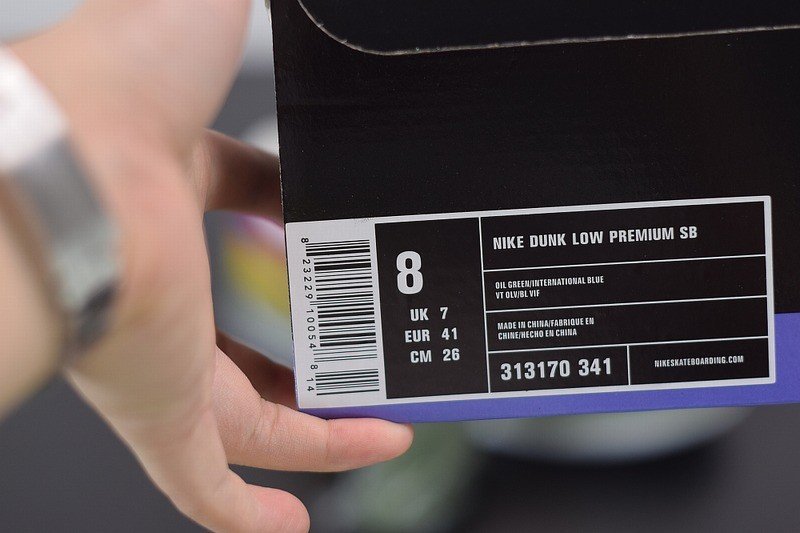 8 23229 10054 8 14
8
UK 7
EUR 41
CM 26
NIKE DUNK LOW PREMIUM SB
OIL GREEN/INTERNATIONAL BLUE
VT OLV/BL VIF
MADE IN CHINA/FABRIQUE EN
CHINE/HECHO EN CHINA
313170 341
NIKESKATEBOARDING.COM